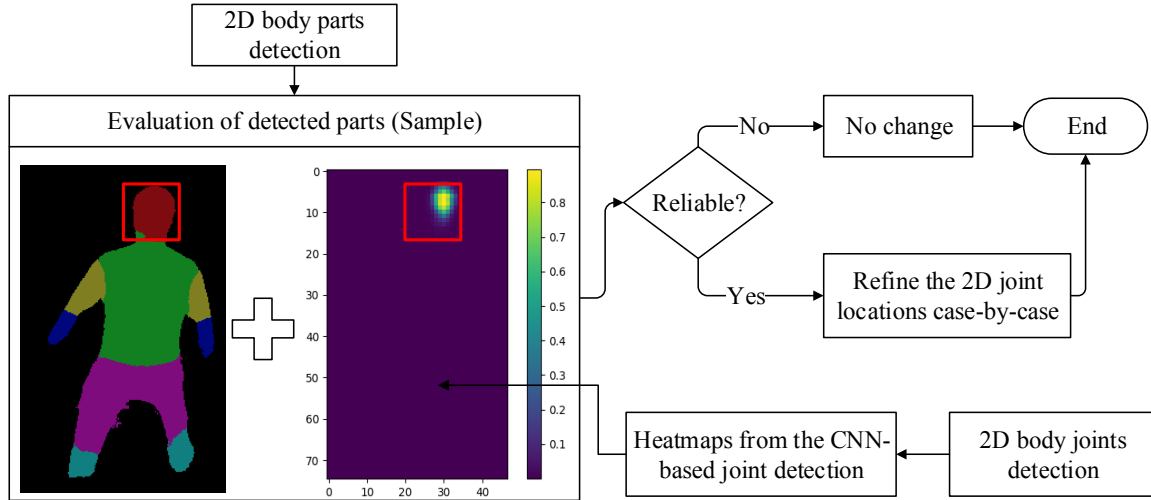 2D body parts
detection
Evaluation of detected parts (Sample)
0
10
20
30
40
50
60
70
0
10
20
30
40
0.8
0.7
0.6
0.5
0.4
0.3
0.2
0.1
Reliable?
No
No change
End
Yes
Refine the 2D joint
locations case-by-case
Heatmaps from the CNN-
based joint detection
2D body joints
detection